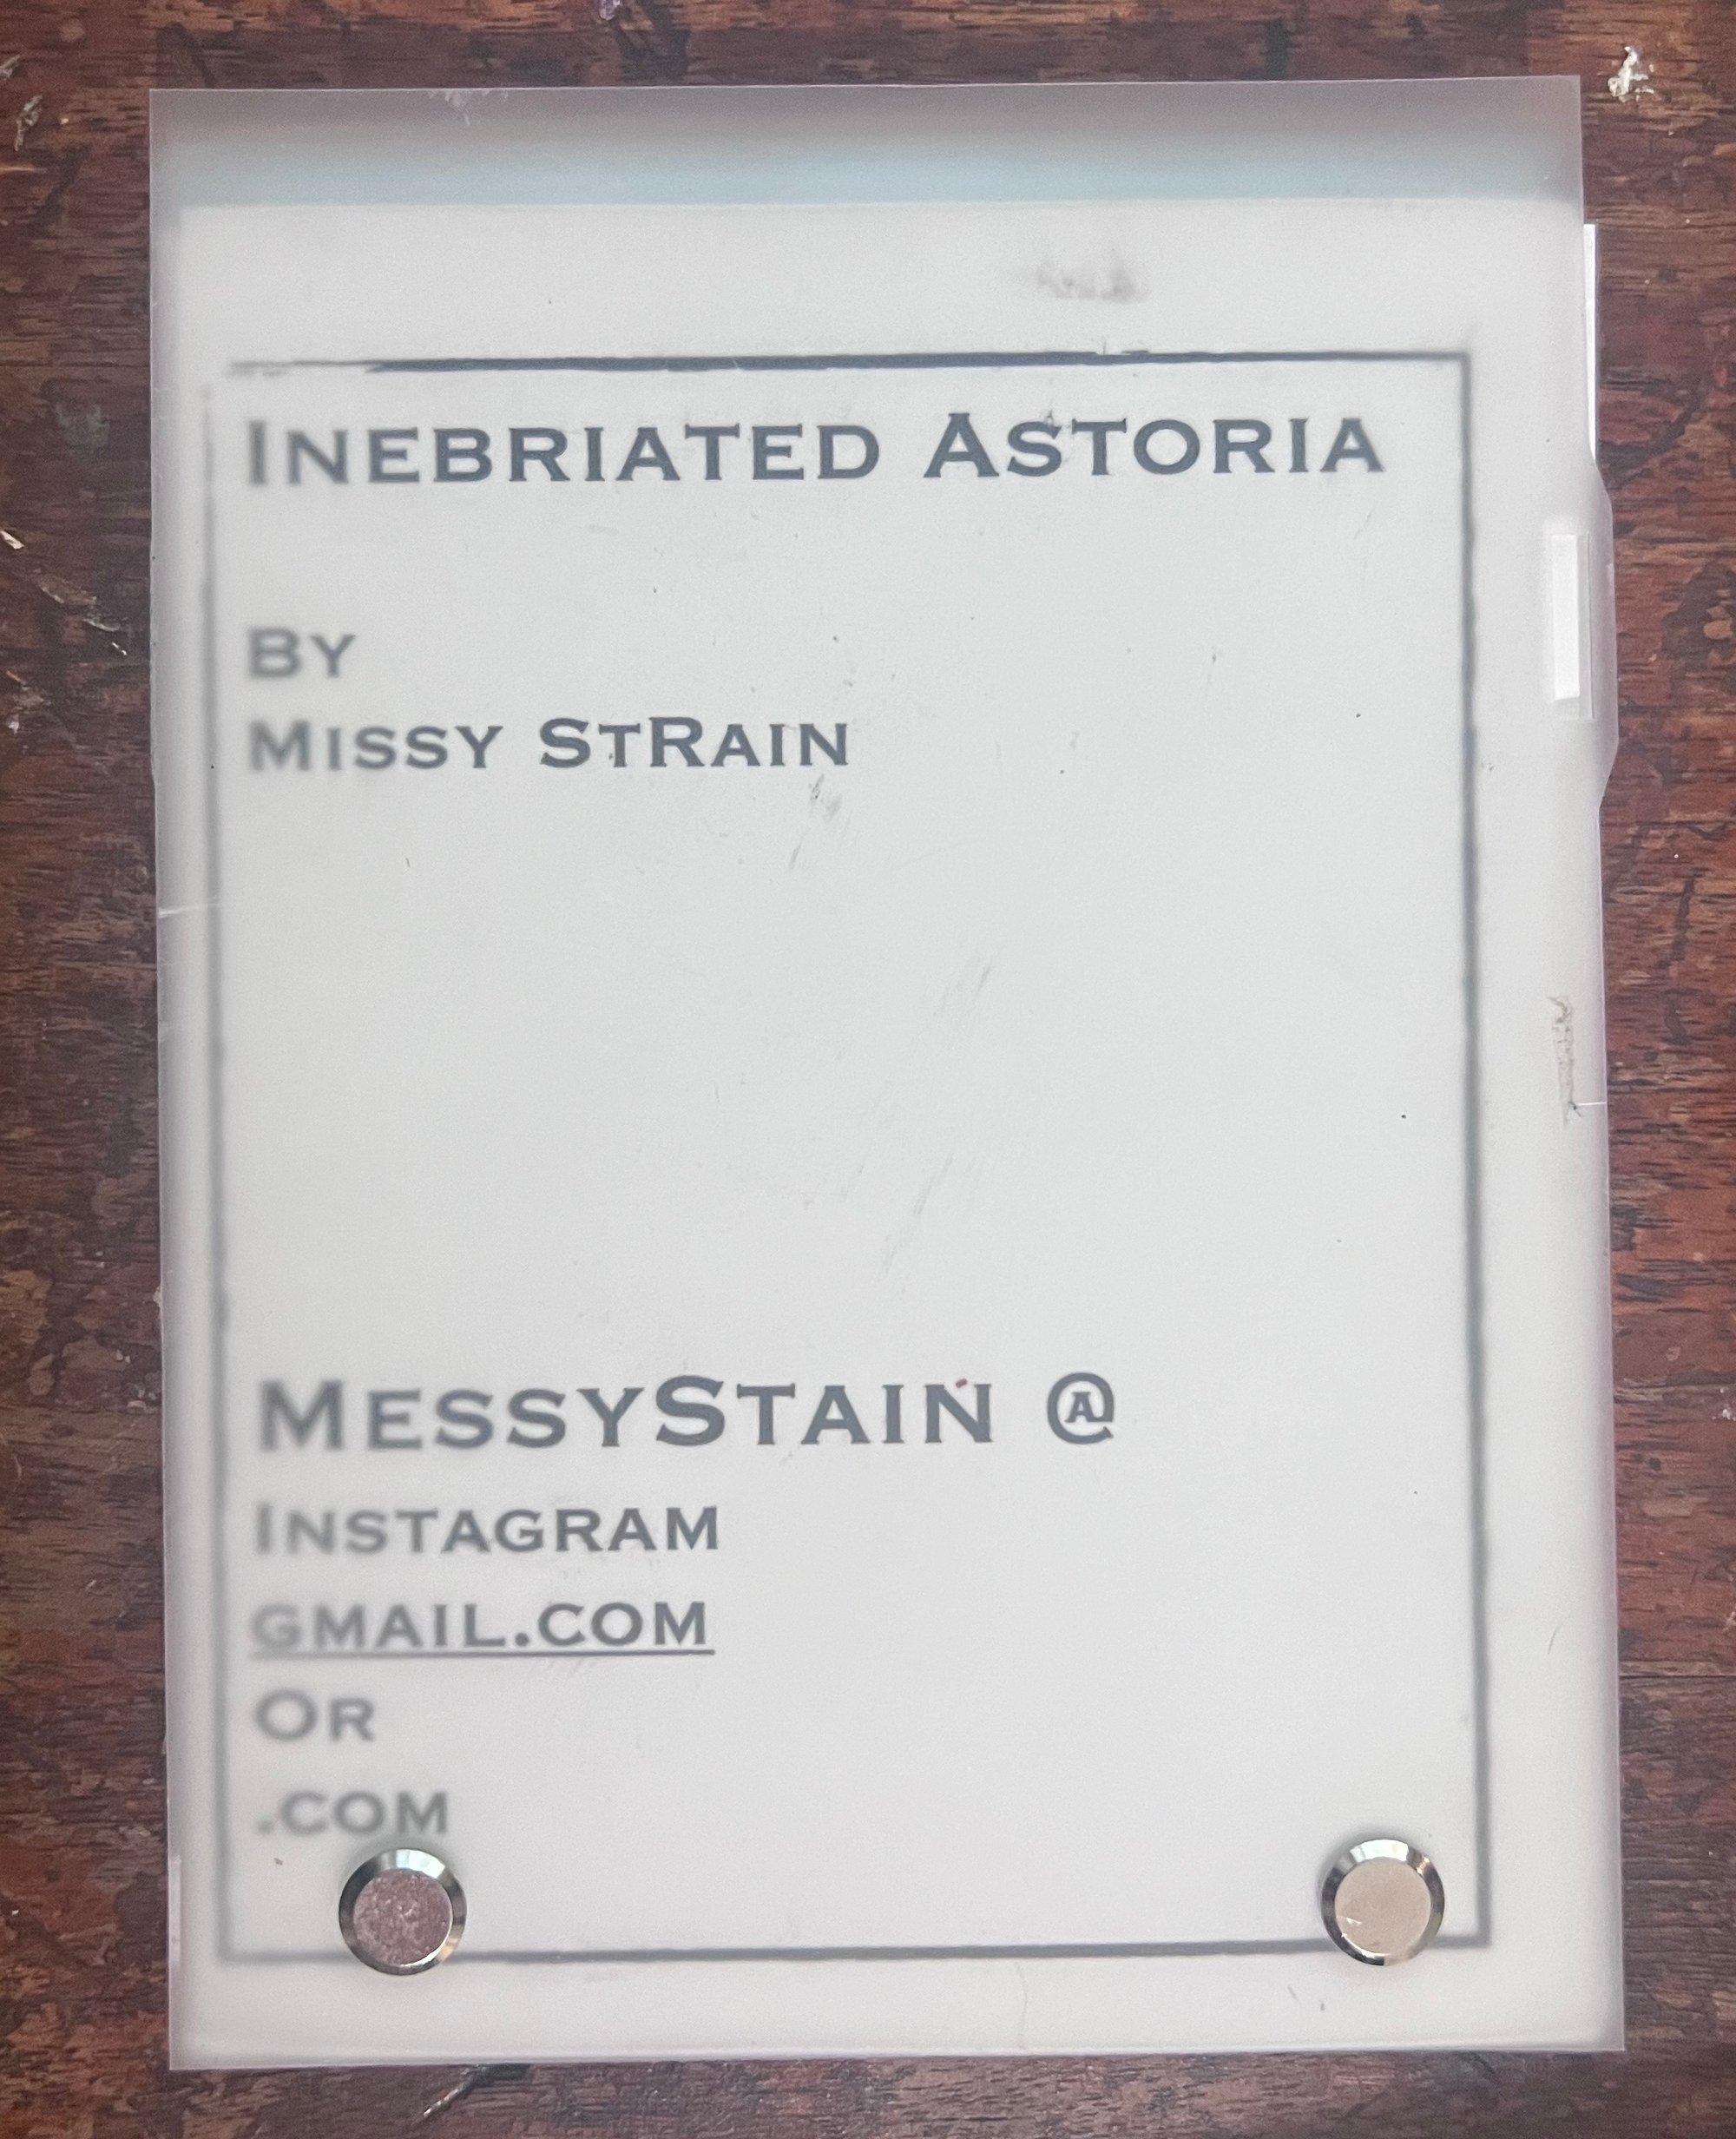 Inebriated Astoria
By
Missy StRain
MessyStain @
Instagram
gmail.com
Or
.com